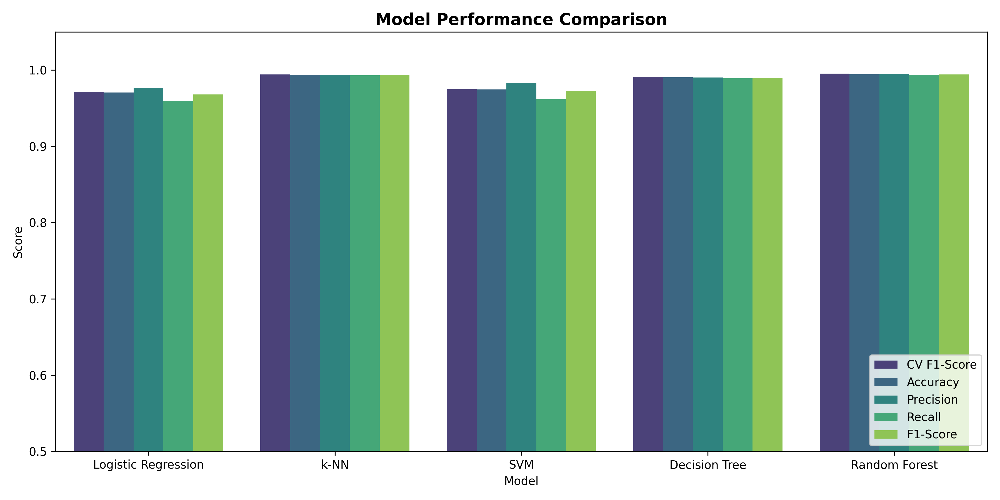 Model Performance Comparison
Score
1.0
0.9
0.8
0.7
0.6
0.5
CV F1-Score
Accuracy
Precision
Recall
F1-Score
Logistic Regression
k-NN
SVM
Decision Tree
Random Forest
Model